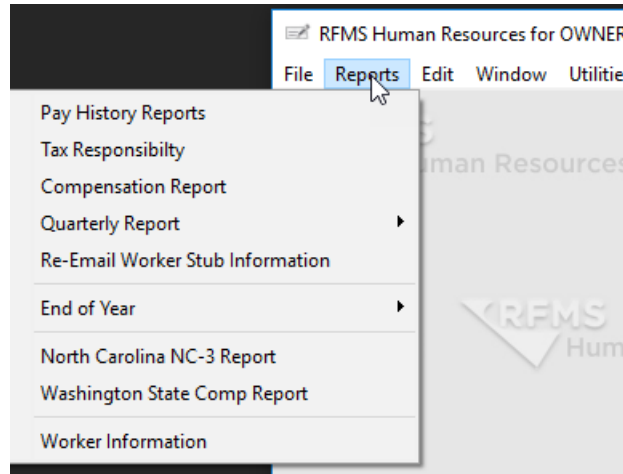 RFMS Human Resources for OWNER
File Reports Edit Window Utilitie
Pay History Reports
Tax Responsibilty
Compensation Report
Quarterly Report
Re-Email Worker Stub Information
End of Year
North Carolina NC-3 Report
Washington State Comp Report
Worker Information
uman Resources
RFMS
Hum